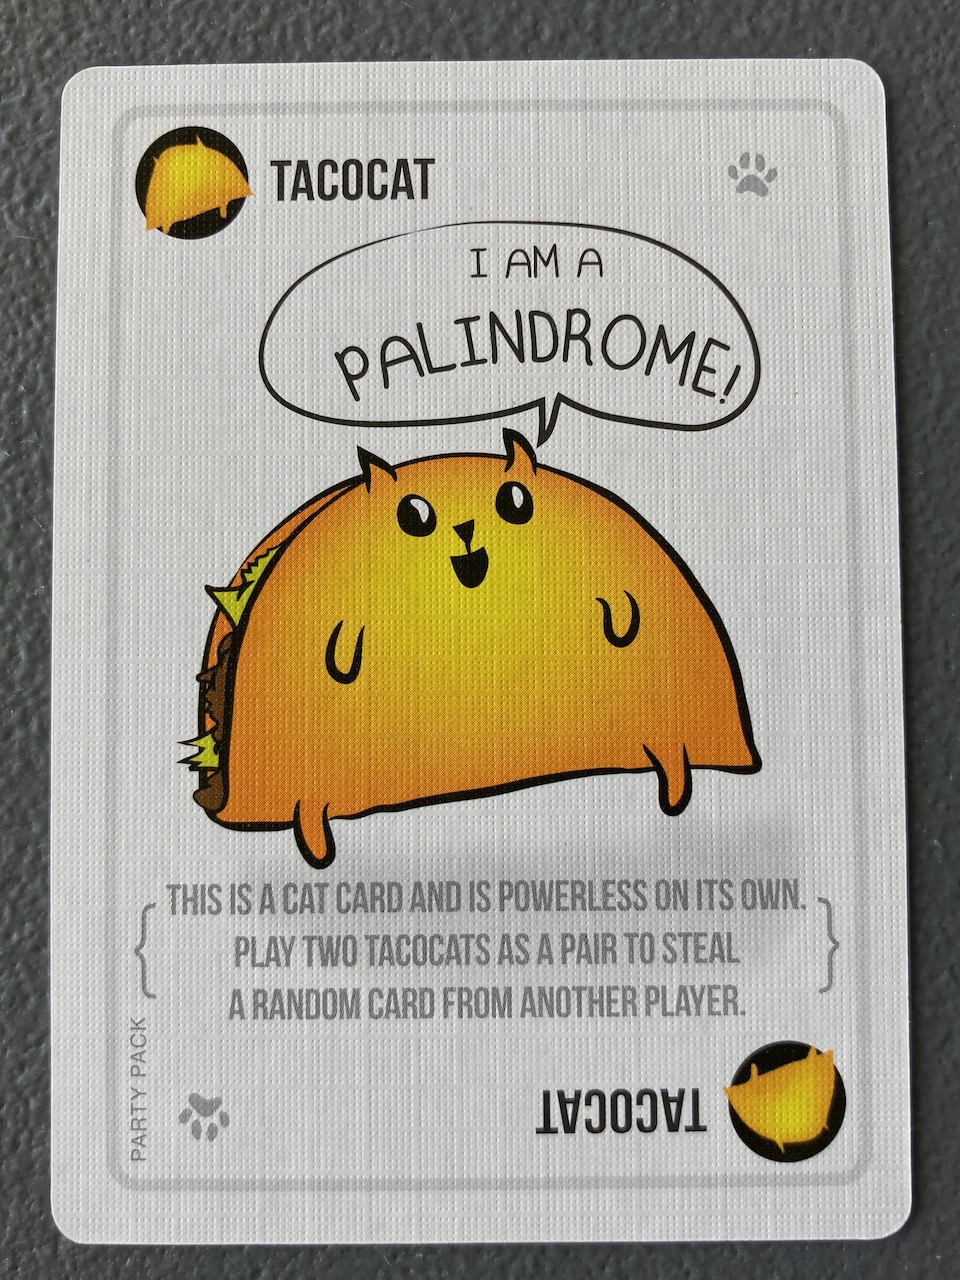 TACOCAT
I AM A
PALINDROME!
THIS IS A CAT CARD AND IS POWERLESS ON ITS OWN.
PLAY TWO TACOCATS AS A PAIR TO STEAL
A RANDOM CARD FROM ANOTHER PLAYER.
PARTY PACK
TACOCAT